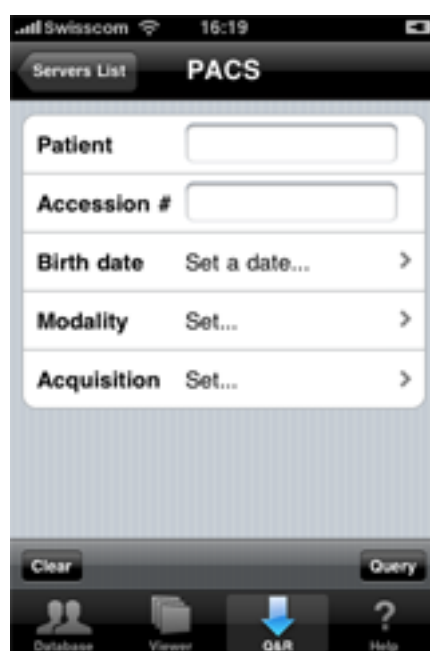 Swisscom 16:19
Servers List PACS
Patient
Accession #
Birth date Set a date...
Modality Set...
Acquisition Set...
Clear Query
Database Viewer Q&R Help